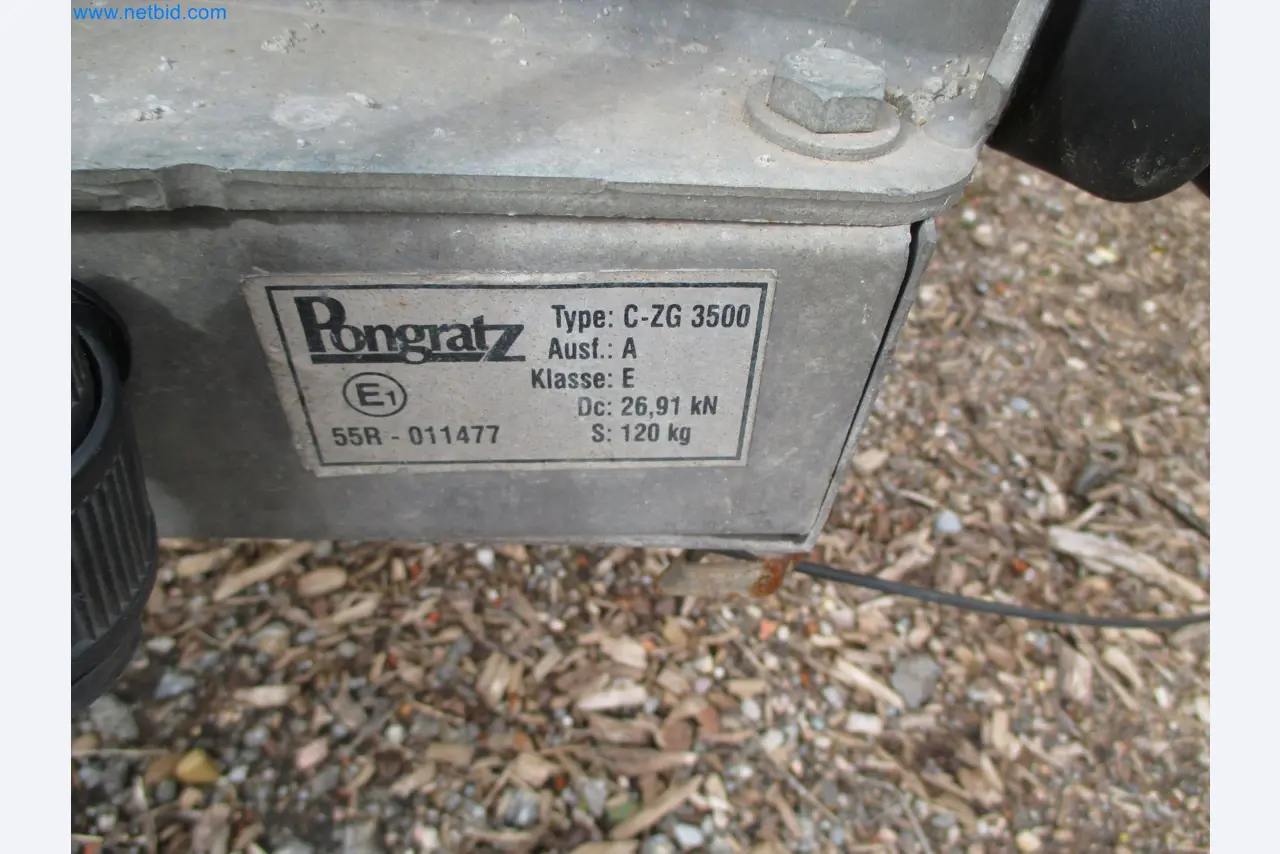 www.netbid.com
Pongratz
Type: C-ZG 3500
Ausf.: A
Klasse: E
E1
Dc: 26,91 kN
55R - 011477
S: 120 kg